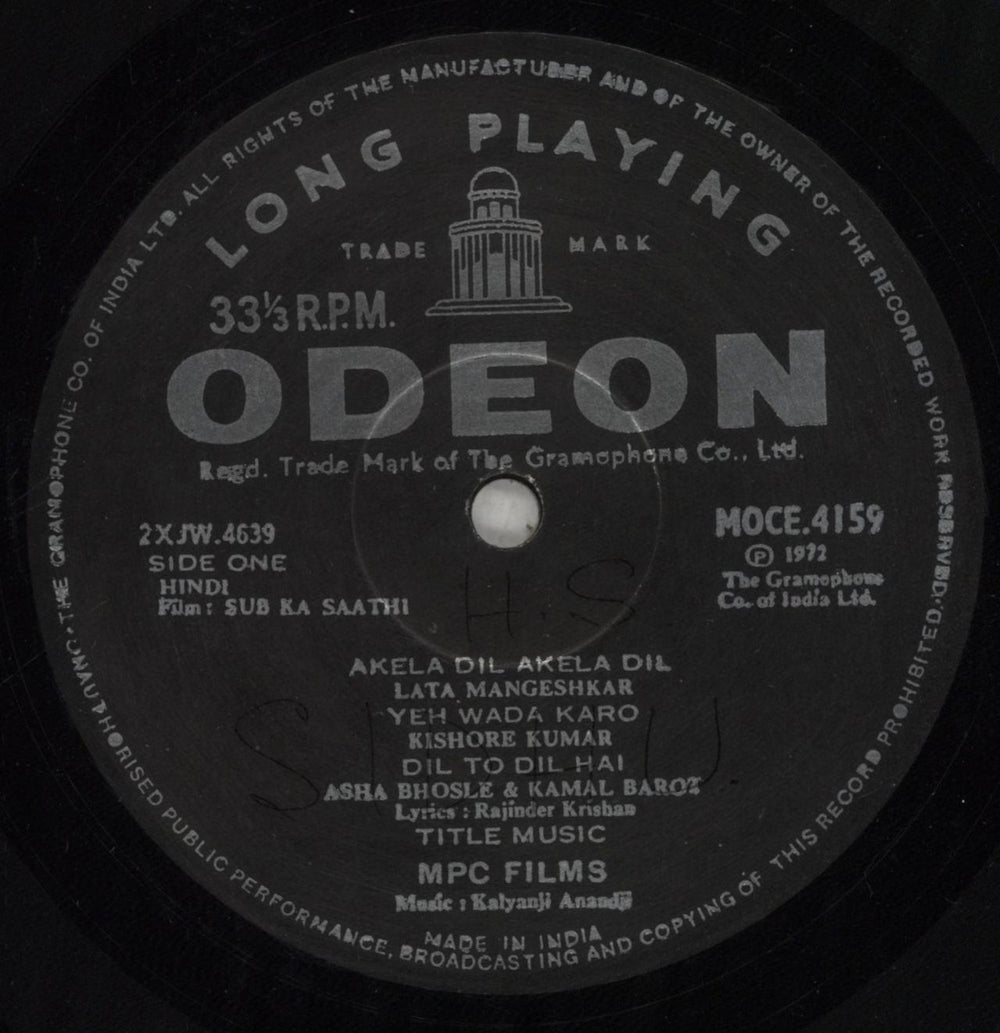 THE GRAMOPHONE CO. OF INDIA LTD. ALL RIGHTS OF THE MANUFACTURER AND OF THE OWNER OF THE RECORDED WORK RESERVED. UNAUTHORISED PUBLIC PERFORMANCE, BROADCASTING AND COPYING OF THIS RECORD PROHIBITED.
LONG PLAYING
TRADE MARK
33⅓ R.P.M.
ODEON
Regd. Trade Mark of The Gramophone Co., Ltd.
2XJW.4639
SIDE ONE
HINDI
Film : SUB KA SAATHI
MOCE.4159
Ⓟ 1972
The Gramophone
Co. of India Ltd.
H.S
SIDHU.
AKELA DIL AKELA DIL
LATA MANGESHKAR
YEH WADA KARO
KISHORE KUMAR
DIL TO DIL HAI
ASHA BHOSLE & KAMAL BAROT
Lyrics : Rajinder Krishan
TITLE MUSIC
MPC FILMS
Music : Kalyanji Anandji
MADE IN INDIA